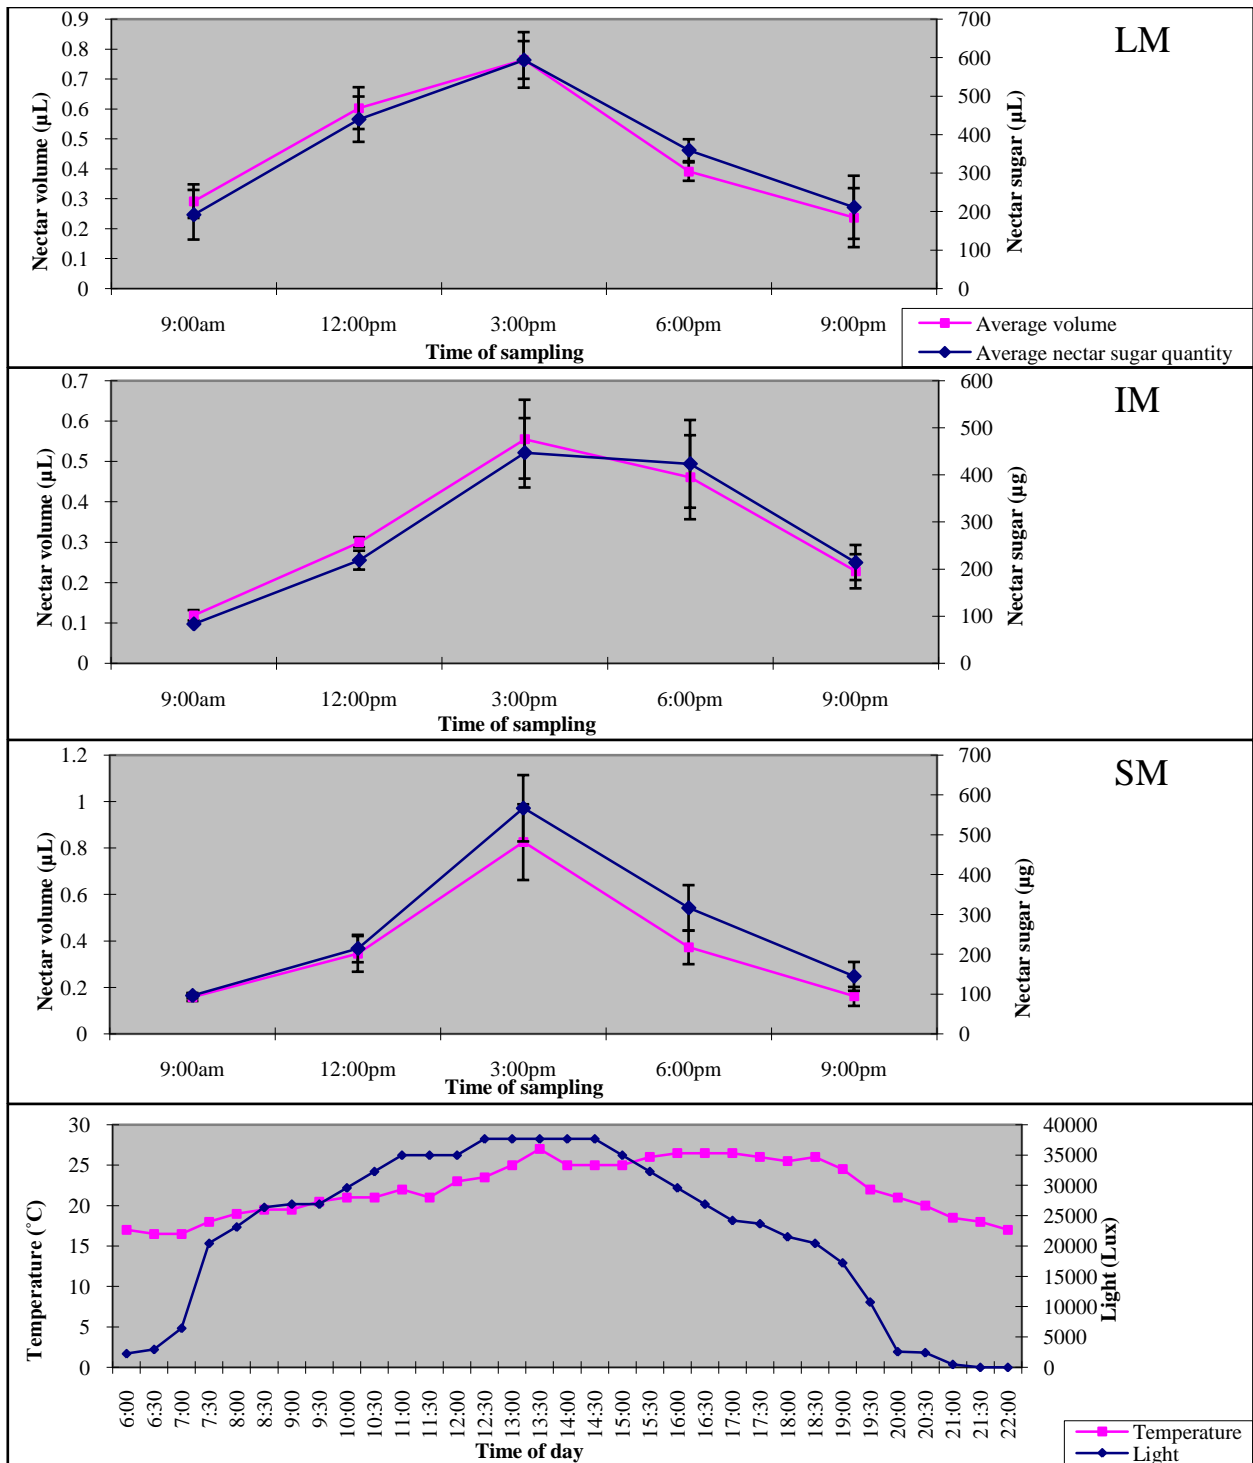 LM
Nectar volume (µL)
0.9
0.8
0.7
0.6
0.5
0.4
0.3
0.2
0.1
0
700
600
500
400
300
200
100
0
Nectar sugar (µL)
9:00am 12:00pm 3:00pm 6:00pm 9:00pm
Time of sampling
Average volume
Average nectar sugar quantity
IM
Nectar volume (µL)
0.7
0.6
0.5
0.4
0.3
0.2
0.1
0
600
500
400
300
200
100
0
Nectar sugar (µg)
9:00am 12:00pm 3:00pm 6:00pm 9:00pm
Time of sampling
SM
Nectar volume (µL)
1.2
1
0.8
0.6
0.4
0.2
0
700
600
500
400
300
200
100
0
Nectar sugar (µg)
9:00am 12:00pm 3:00pm 6:00pm 9:00pm
Time of sampling
Temperature (˚C)
30
25
20
15
10
5
0
40000
35000
30000
25000
20000
15000
10000
5000
0
Light (Lux)
6:00 6:30 7:00 7:30 8:00 8:30 9:00 9:30 10:00 10:30 11:00 11:30 12:00 12:30 13:00 13:30 14:00 14:30 15:00 15:30 16:00 16:30 17:00 17:30 18:00 18:30 19:00 19:30 20:00 20:30 21:00 21:30 22:00
Time of day
Temperature
Light